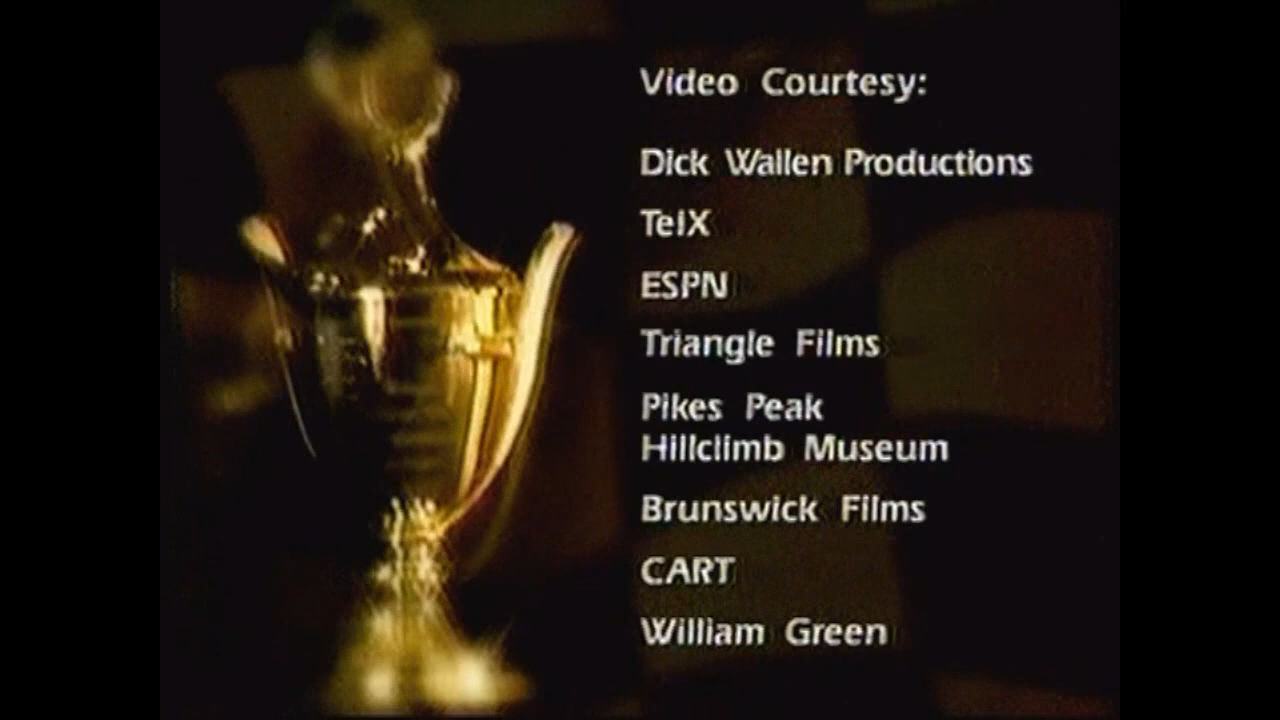 Video Courtesy:
Dick Wallen Productions
TelX
ESPN
Triangle Films
Pikes Peak
Hillclimb Museum
Brunswick Films
CART
William Green